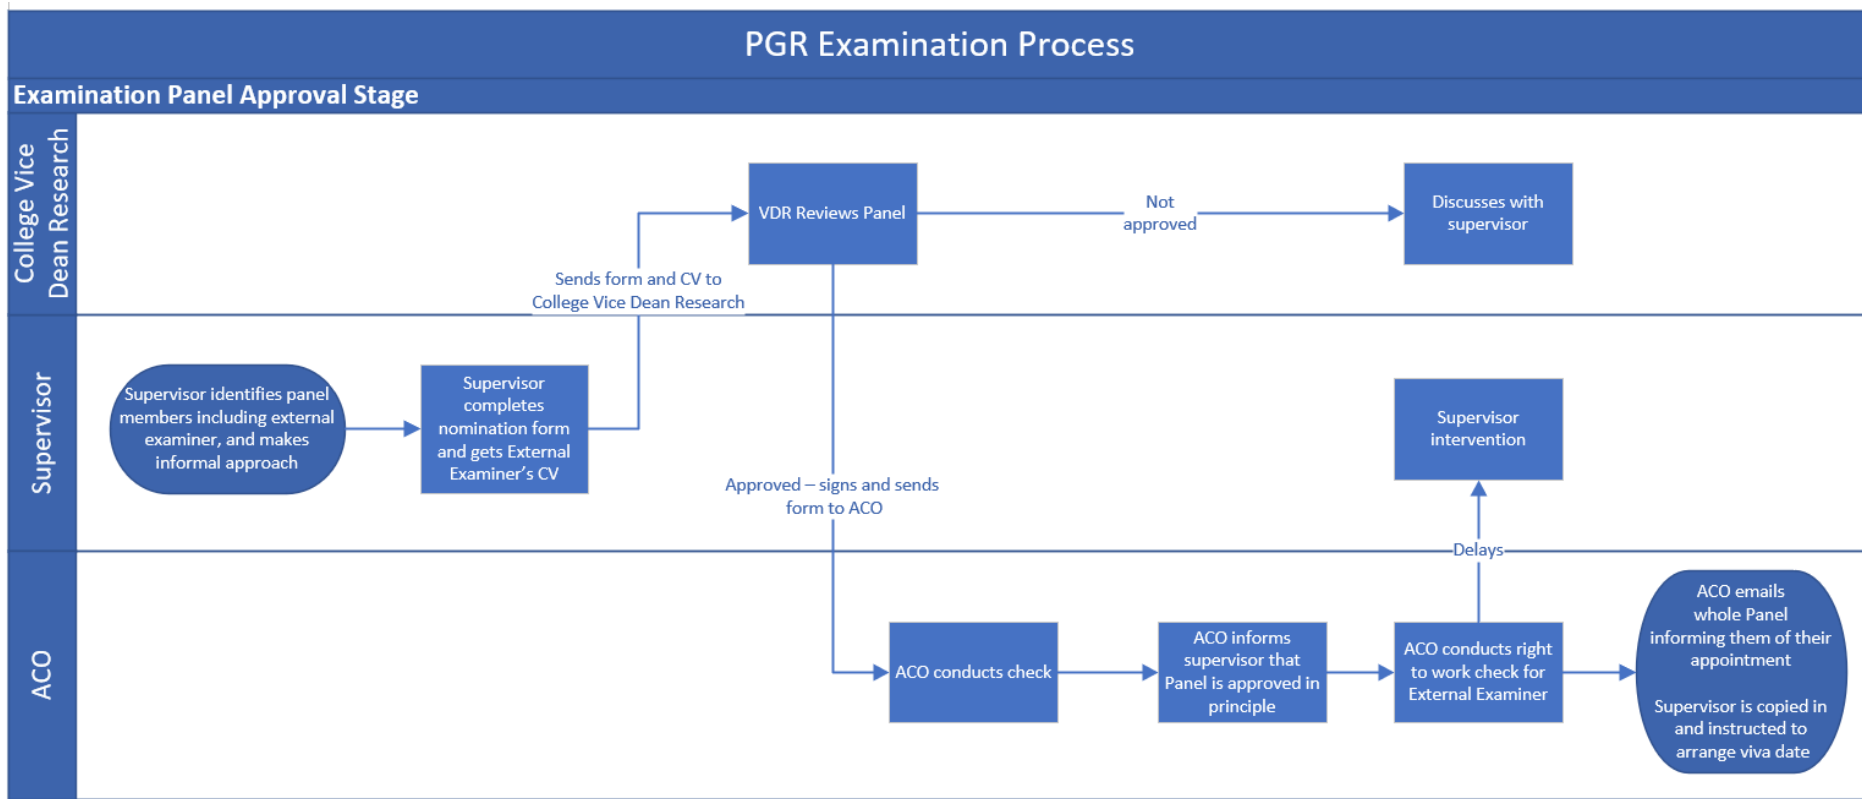 PGR Examination Process
Examination Panel Approval Stage
College Vice
Dean Research
VDR Reviews Panel
Not
approved
Discusses with
supervisor
Sends form and CV to
College Vice Dean Research
Supervisor
Supervisor identifies panel
members including external
examiner, and makes
informal approach
Supervisor
completes
nomination form
and gets External
Examiner’s CV
Approved – signs and sends
form to ACO
Supervisor
intervention
Delays
ACO
ACO conducts check
ACO informs
supervisor that
Panel is approved in
principle
ACO conducts right
to work check for
External Examiner
ACO emails
whole Panel
informing them of their
appointment
Supervisor is copied in
and instructed to
arrange viva date